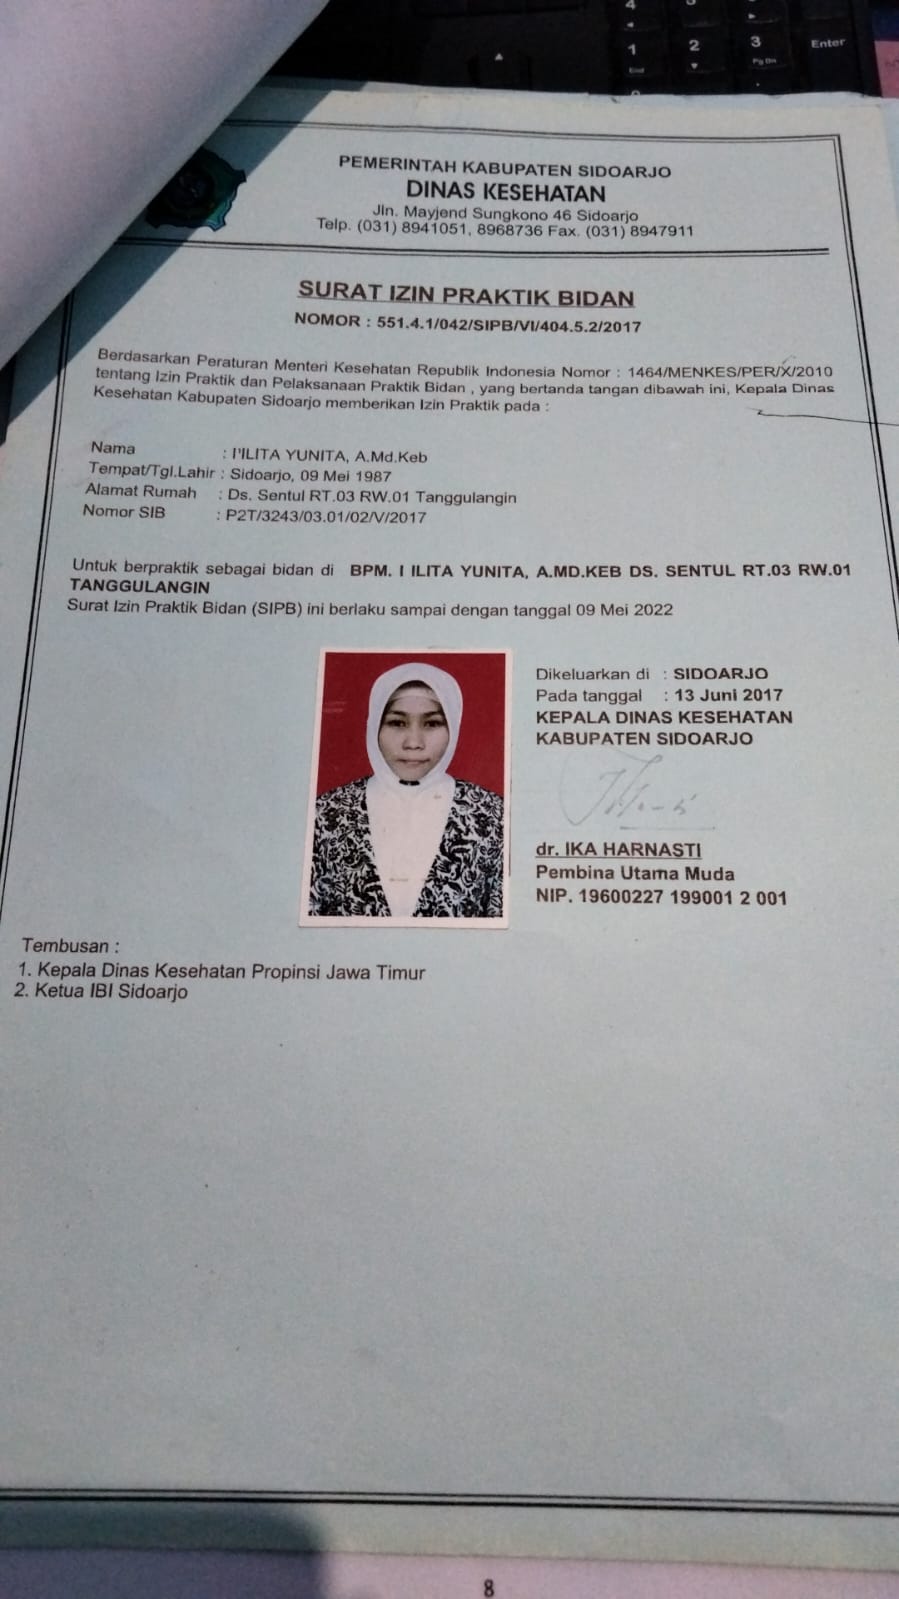 4
1
End
2
3
Pg Dn
Enter
PEMERINTAH KABUPATEN SIDOARJO
DINAS KESEHATAN
Jln. Mayjend Sungkono 46 Sidoarjo
Telp. (031) 8941051, 8968736 Fax. (031) 8947911
SURAT IZIN PRAKTIK BIDAN
NOMOR : 551.4.1/042/SIPB/VI/404.5.2/2017
Berdasarkan Peraturan Menteri Kesehatan Republik Indonesia Nomor : 1464/MENKES/PER/X/2010
tentang Izin Praktik dan Pelaksanaan Praktik Bidan , yang bertanda tangan dibawah ini, Kepala Dinas
Kesehatan Kabupaten Sidoarjo memberikan Izin Praktik pada :
Nama : I'ILITA YUNITA, A.Md.Keb
Tempat/Tgl.Lahir : Sidoarjo, 09 Mei 1987
Alamat Rumah : Ds. Sentul RT.03 RW.01 Tanggulangin
Nomor SIB : P2T/3243/03.01/02/V/2017
Untuk berpraktik sebagai bidan di BPM. I ILITA YUNITA, A.MD.KEB DS. SENTUL RT.03 RW.01
TANGGULANGIN
Surat Izin Praktik Bidan (SIPB) ini berlaku sampai dengan tanggal 09 Mei 2022
Dikeluarkan di : SIDOARJO
Pada tanggal : 13 Juni 2017
KEPALA DINAS KESEHATAN
KABUPATEN SIDOARJO
dr. IKA HARNASTI
Pembina Utama Muda
NIP. 19600227 199001 2 001
Tembusan :
1. Kepala Dinas Kesehatan Propinsi Jawa Timur
2. Ketua IBI Sidoarjo
8